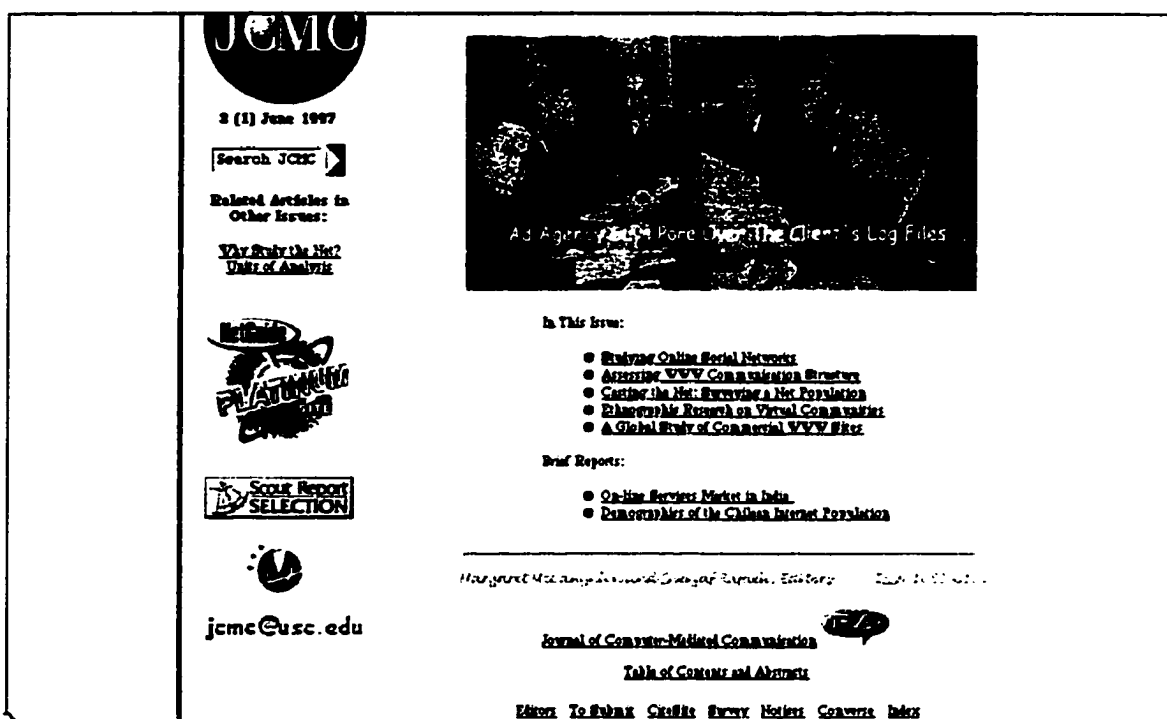 JCMC
3 (1) June 1997
Search JCMC
Related Articles in
Other Issues:
Why Study the Net?
Units of Analysis
NetGuide
PLATINUM
Scout Report
SELECTION
jcmc@usc.edu
Ad Agency Pore Over The Client's Log Files
In This Issue:
Studying Online Social Networks
Assessing WWW Communication Structure
Casting the Net: Surveying a Net Population
Ethnographic Research on Virtual Communities
A Global Study of Commercial WWW Sites
Brief Reports:
On-line Services Market in India
Demographics of the Chilean Internet Population
Editors
Journal of Computer-Mediated Communication
Table of Contents and Abstracts
Editors To Submit CiteSite Survey Notices Converse Index